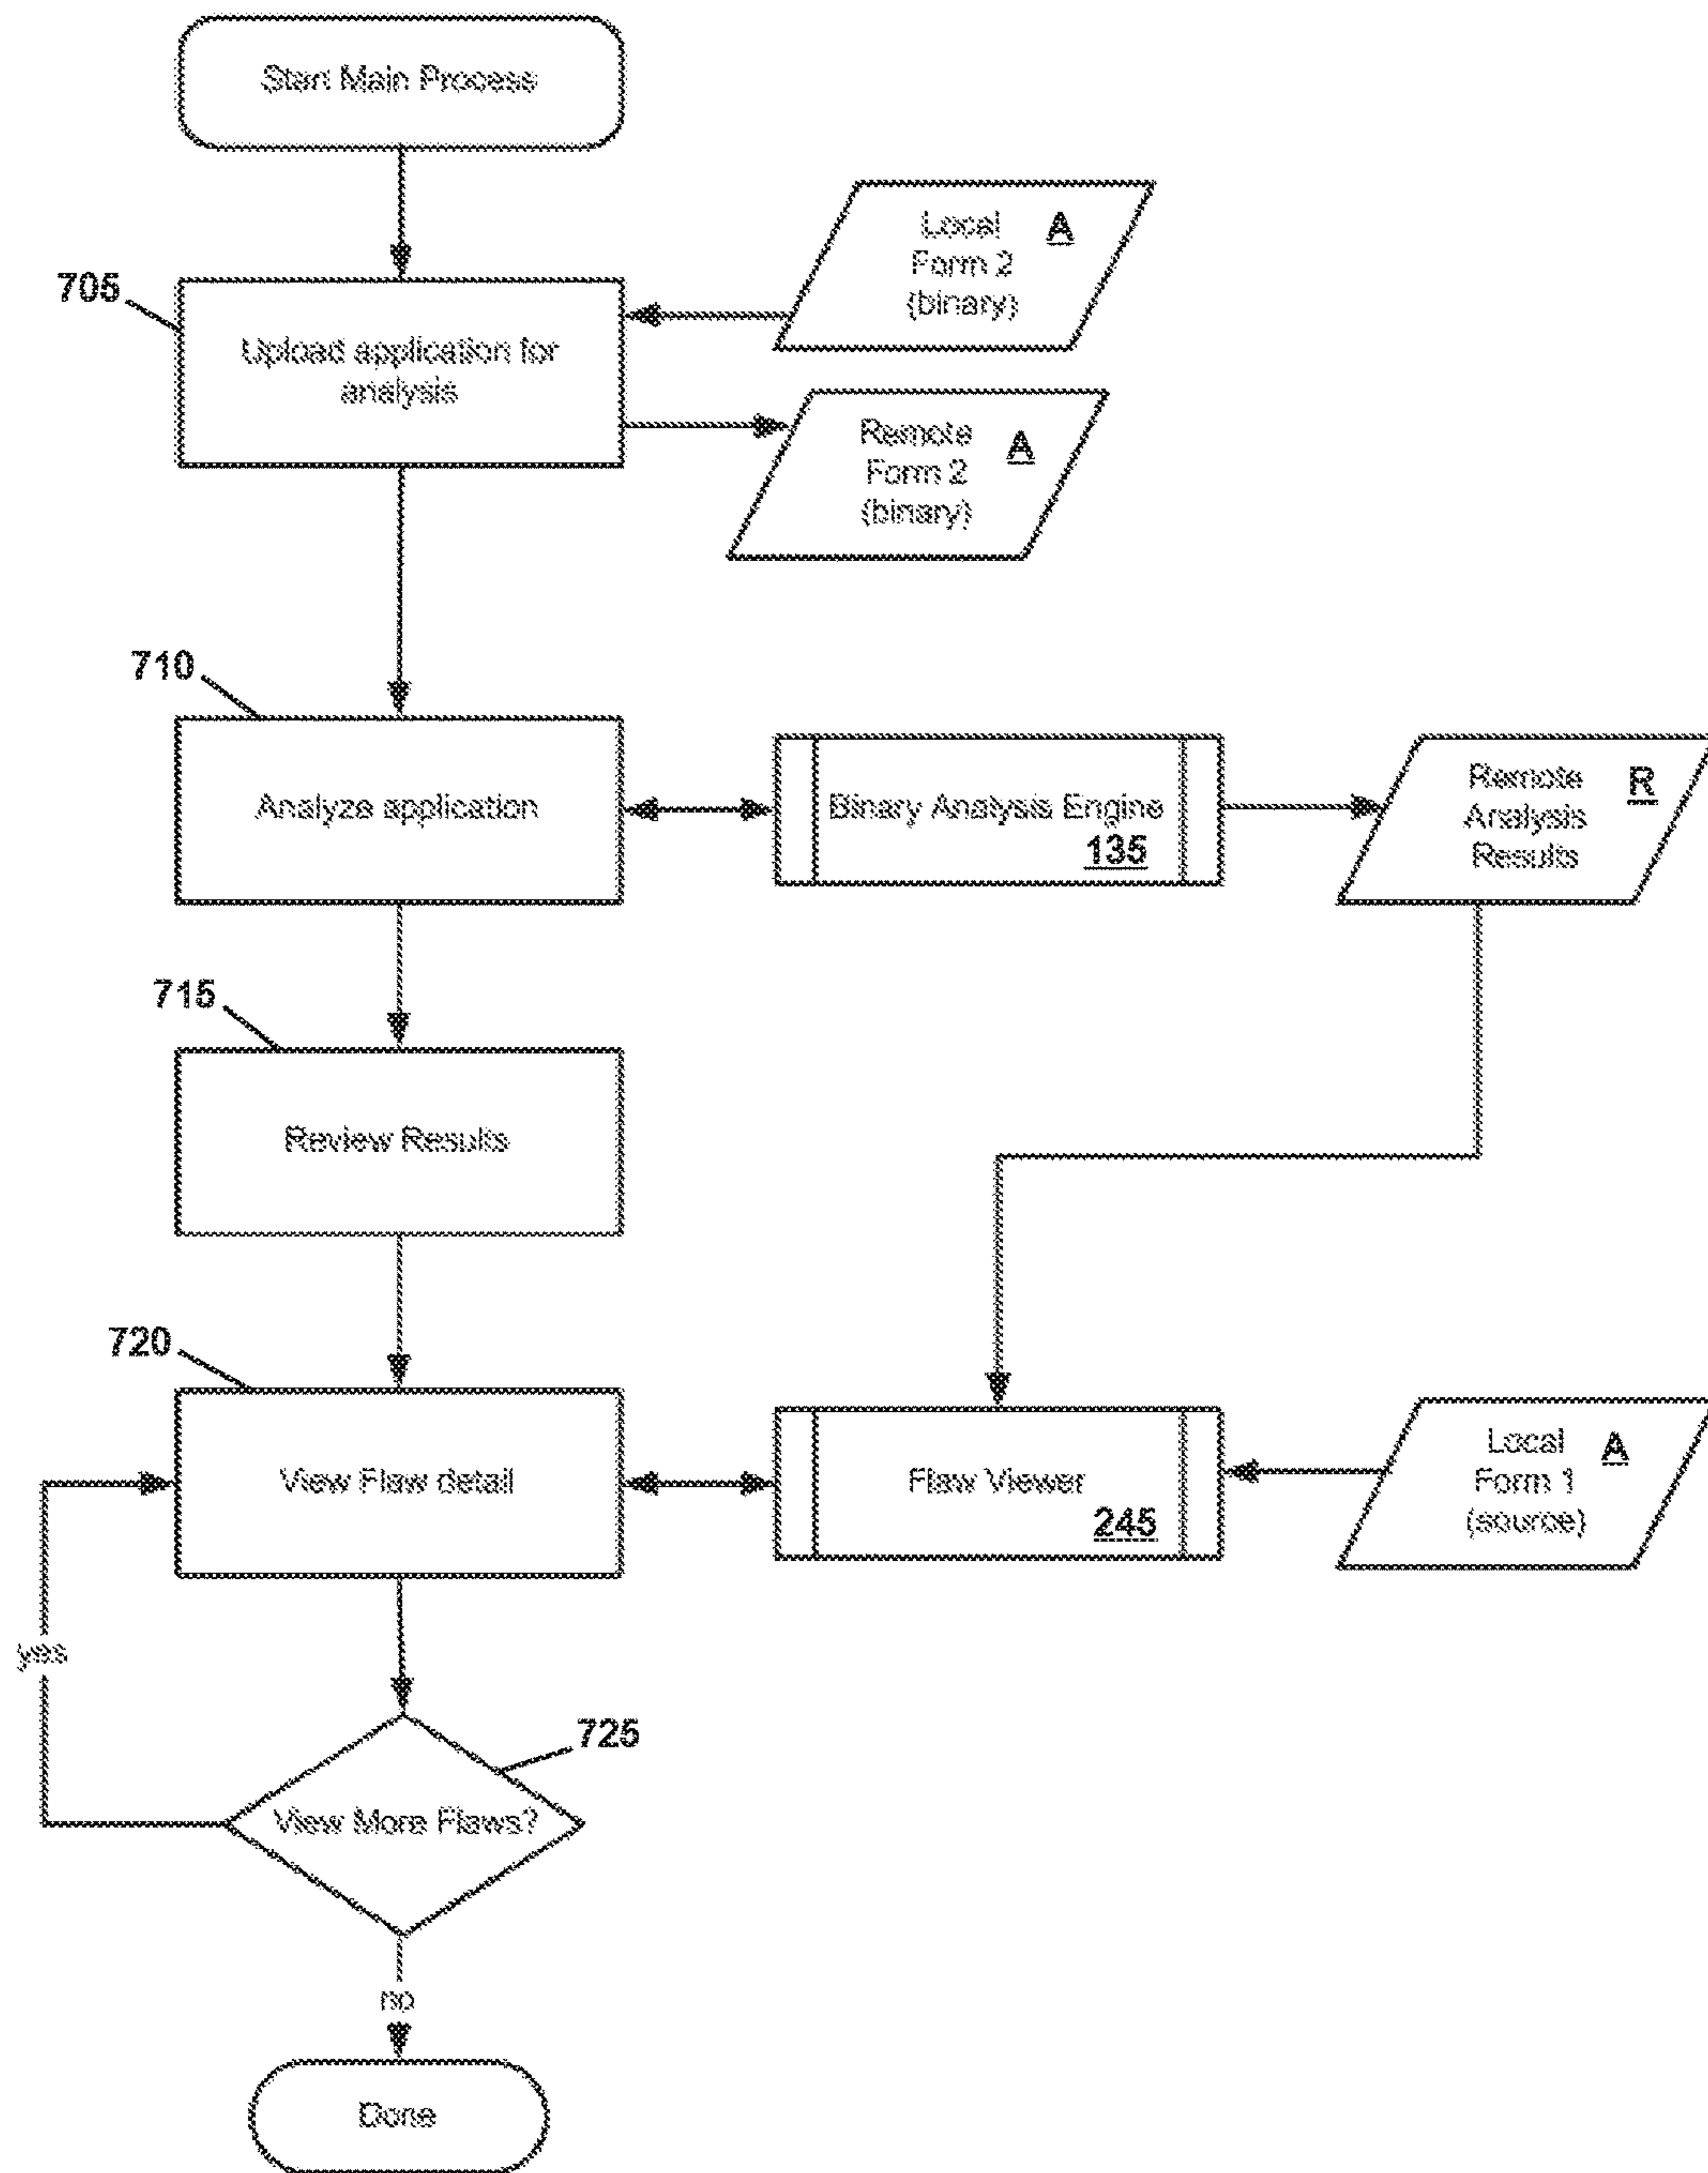 Start Main Process
Local A
Form 2
(binary)
705
Upload application for
analysis
Remote A
Form 2
(binary)
710
Analyze application
Binary Analysis Engine
135
Remote R
Analysis
Results
715
Review Results
720
View Flaw detail
Flaw Viewer
245
Local A
Form 1
(source)
yes
725
View More Flaws?
no
Done